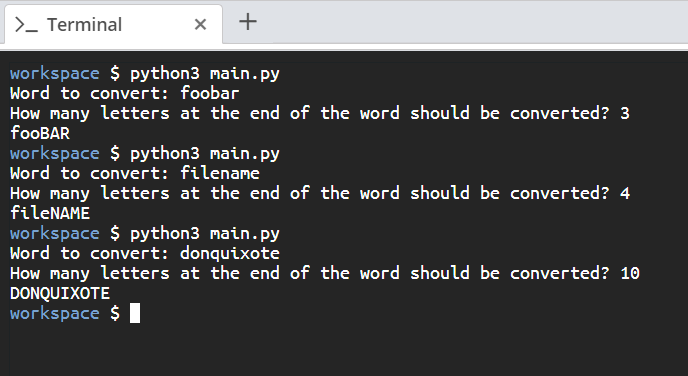 >_ Terminal × +
workspace $ python3 main.py
Word to convert: foobar
How many letters at the end of the word should be converted? 3
fooBAR
workspace $ python3 main.py
Word to convert: filename
How many letters at the end of the word should be converted? 4
fileNAME
workspace $ python3 main.py
Word to convert: donquixote
How many letters at the end of the word should be converted? 10
DONQUIXOTE
workspace $